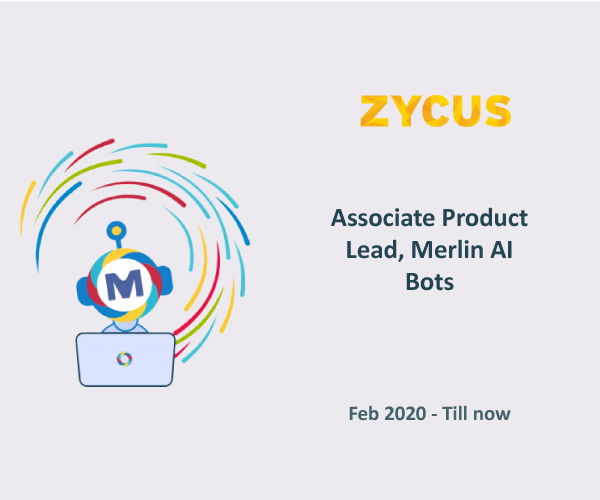 ZYCUS
Associate Product
Lead, Merlin AI
Bots
M
Feb 2020 - Till now